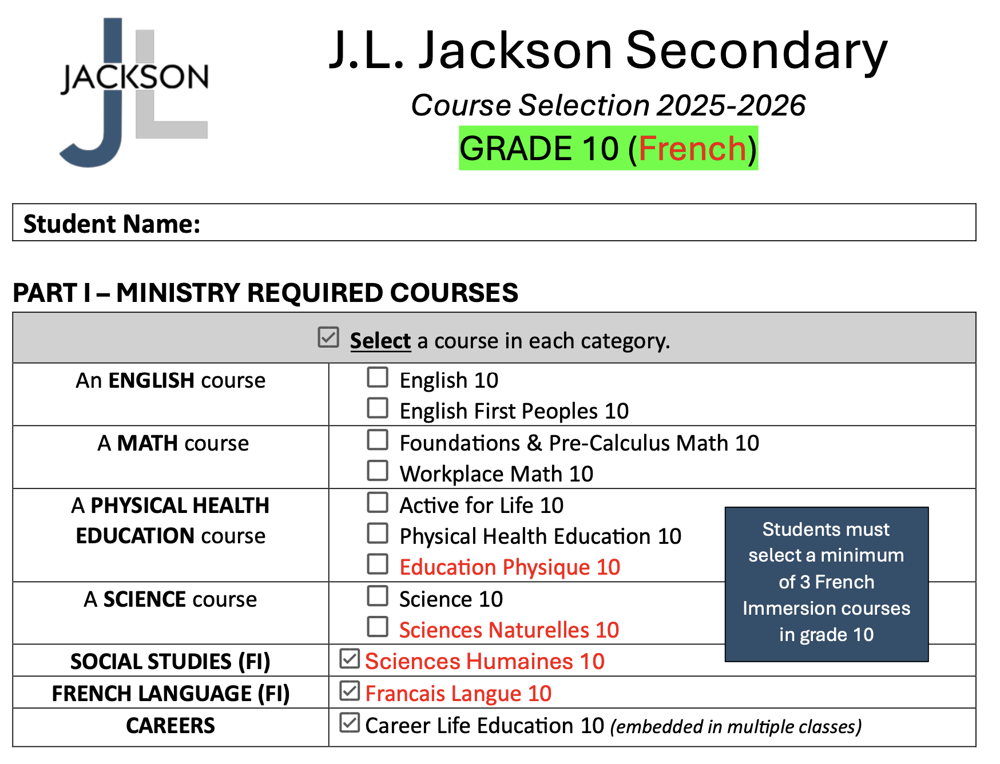 JACKSON
JL
J.L. Jackson Secondary
Course Selection 2025-2026
GRADE 10 (French)
Student Name:
PART I – MINISTRY REQUIRED COURSES
Select a course in each category.
An ENGLISH course
English 10
English First Peoples 10
A MATH course
Foundations & Pre-Calculus Math 10
Workplace Math 10
A PHYSICAL HEALTH
EDUCATION course
Active for Life 10
Physical Health Education 10
Education Physique 10
A SCIENCE course
Science 10
Sciences Naturelles 10
Students must
select a minimum
of 3 French
Immersion courses
in grade 10
SOCIAL STUDIES (FI)
Sciences Humaines 10
FRENCH LANGUAGE (FI)
Francais Langue 10
CAREERS
Career Life Education 10 (embedded in multiple classes)